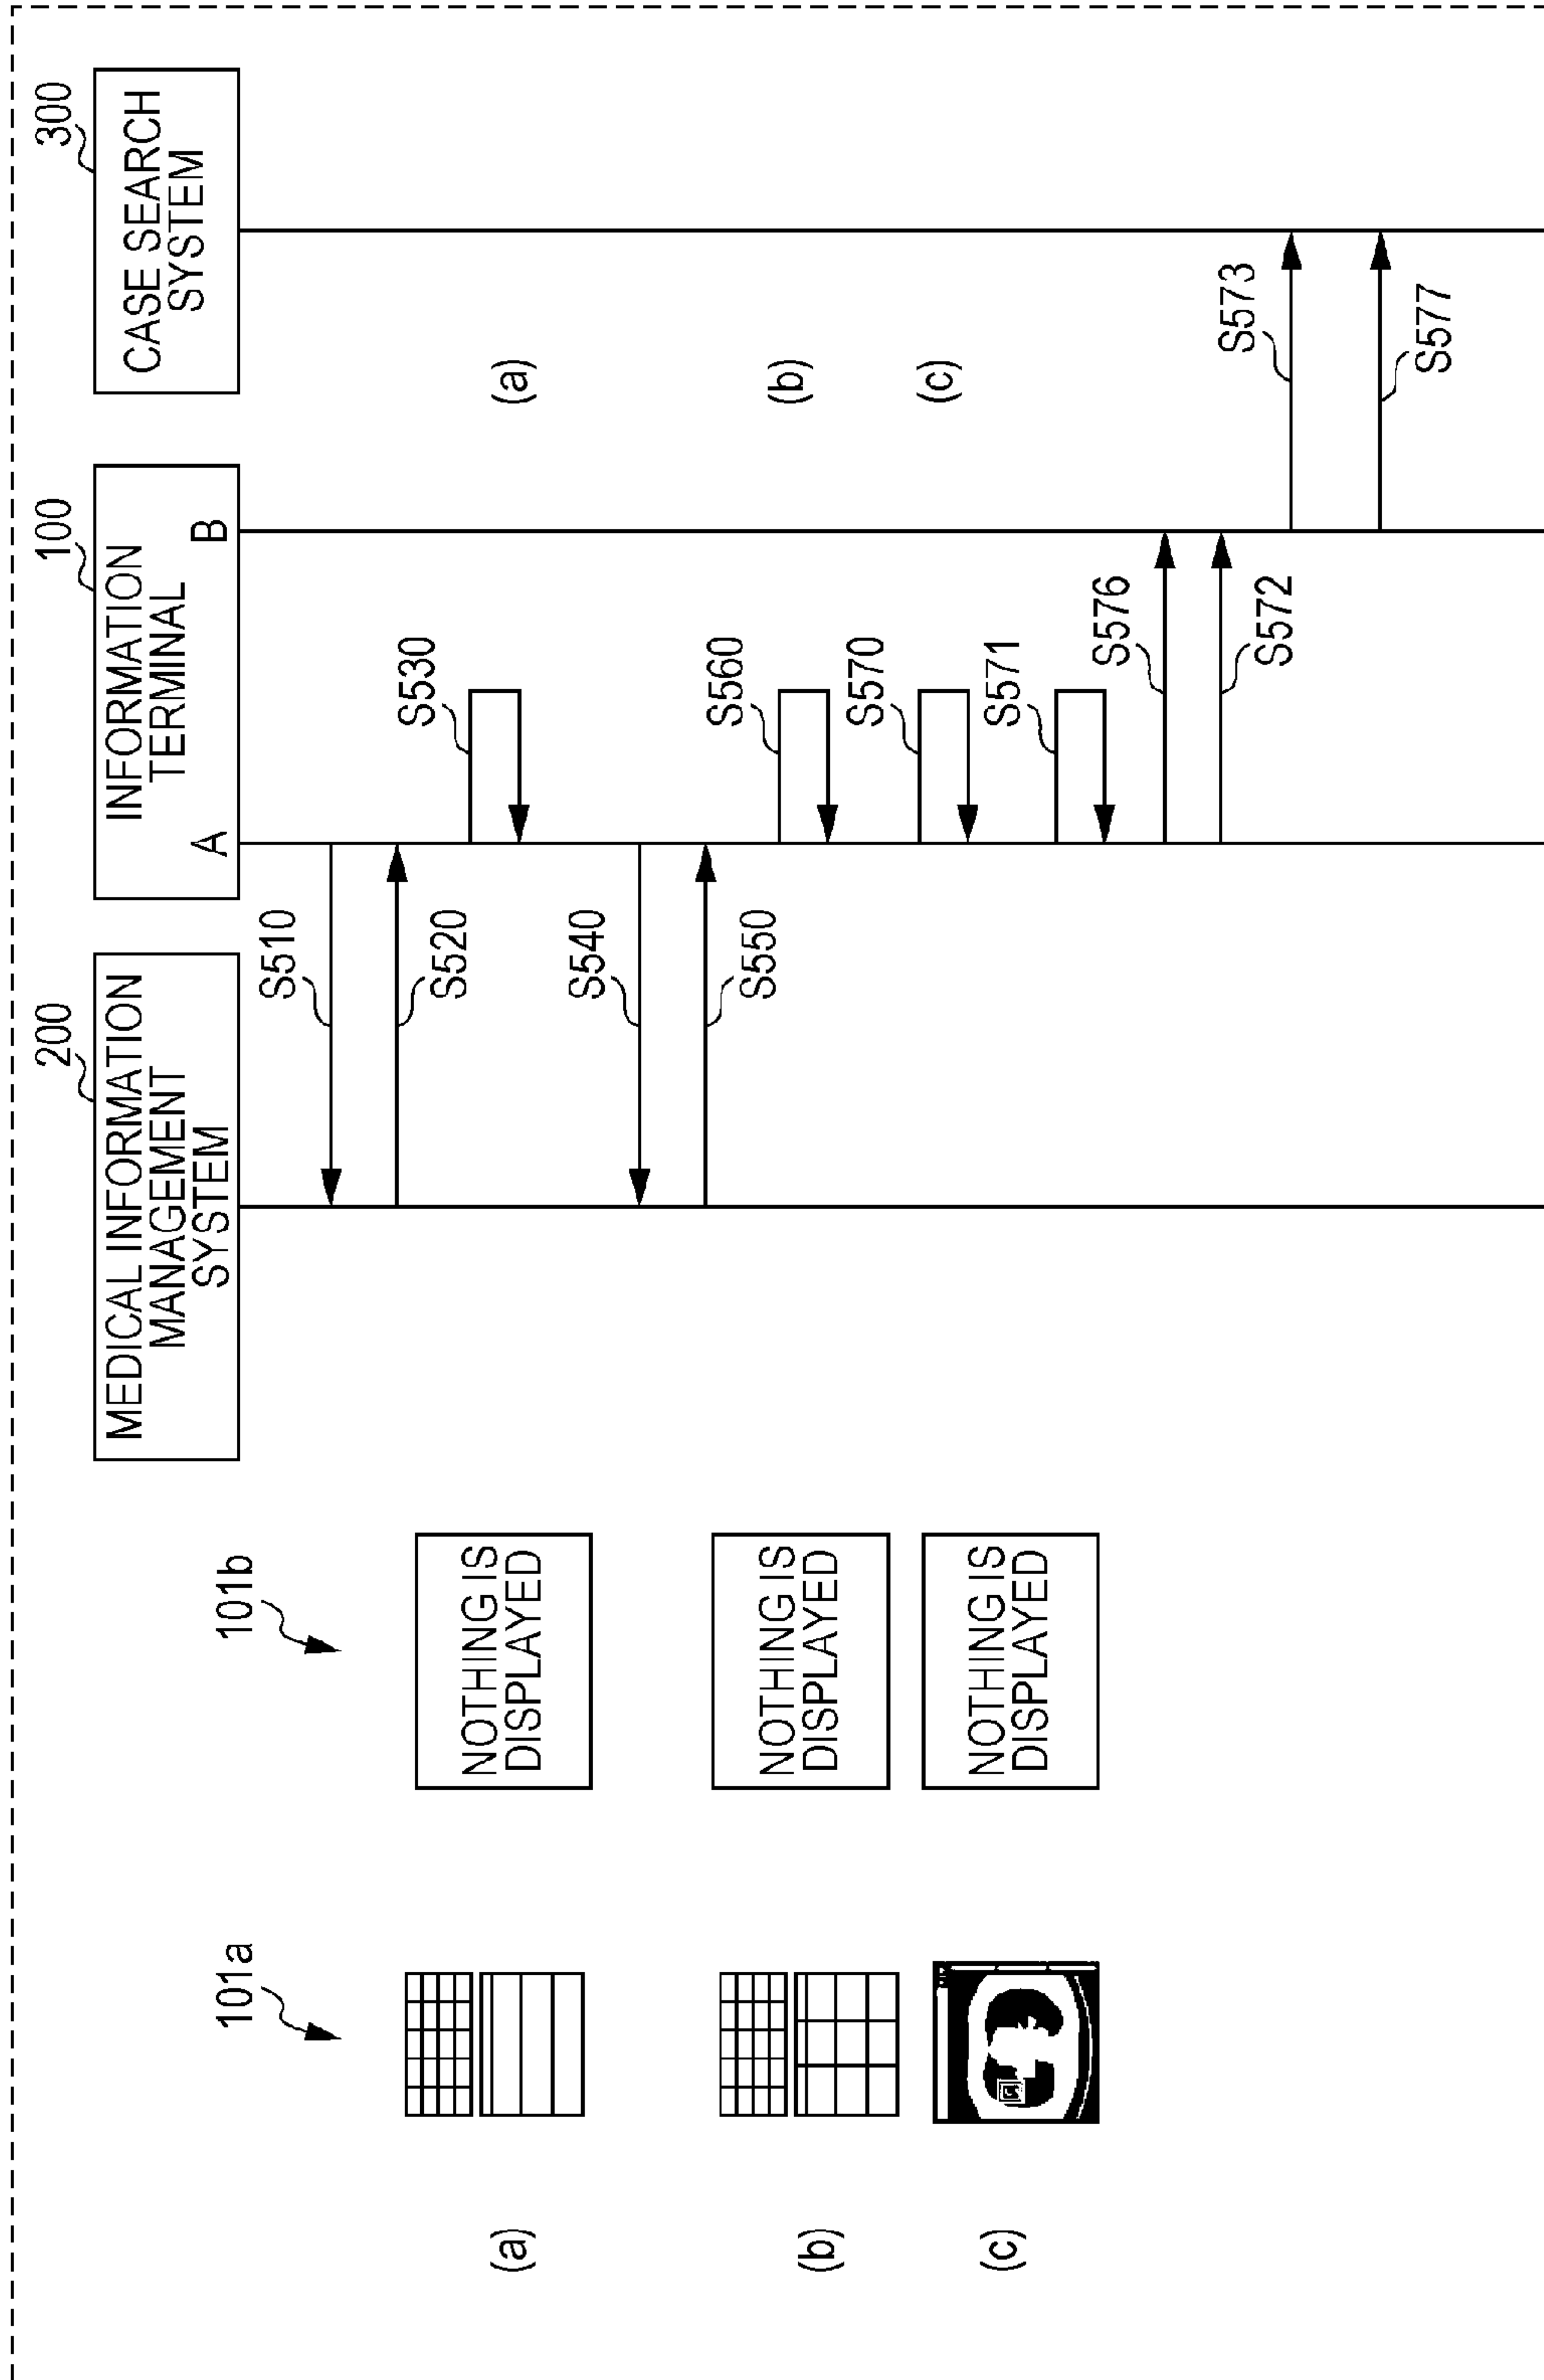 101a
101b
200
MEDICAL INFORMATION
MANAGEMENT
SYSTEM
100
INFORMATION
TERMINAL
A
B
300
CASE SEARCH
SYSTEM
S510
S520
(a)
NOTHING IS
DISPLAYED
S530
(a)
S540
S550
(b)
NOTHING IS
DISPLAYED
S560
(b)
(c)
NOTHING IS
DISPLAYED
S570
(c)
S571
S576
S572
S573
S577